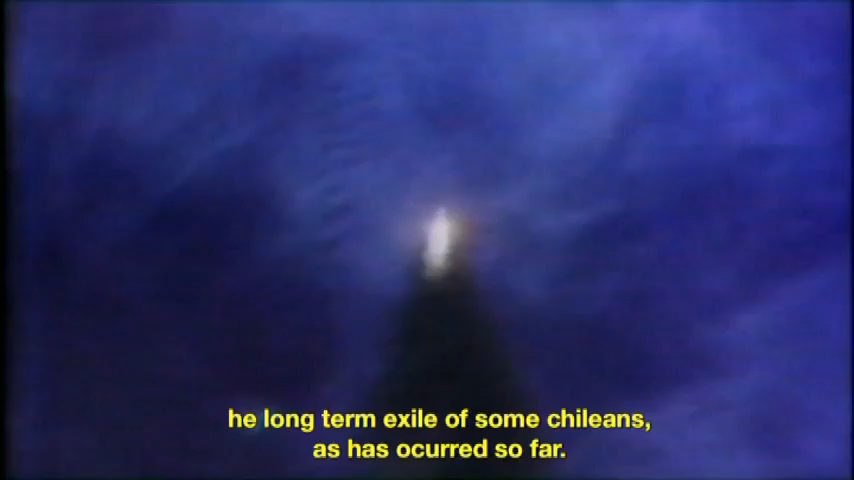 he long term exile of some chileans,
as has ocurred so far.